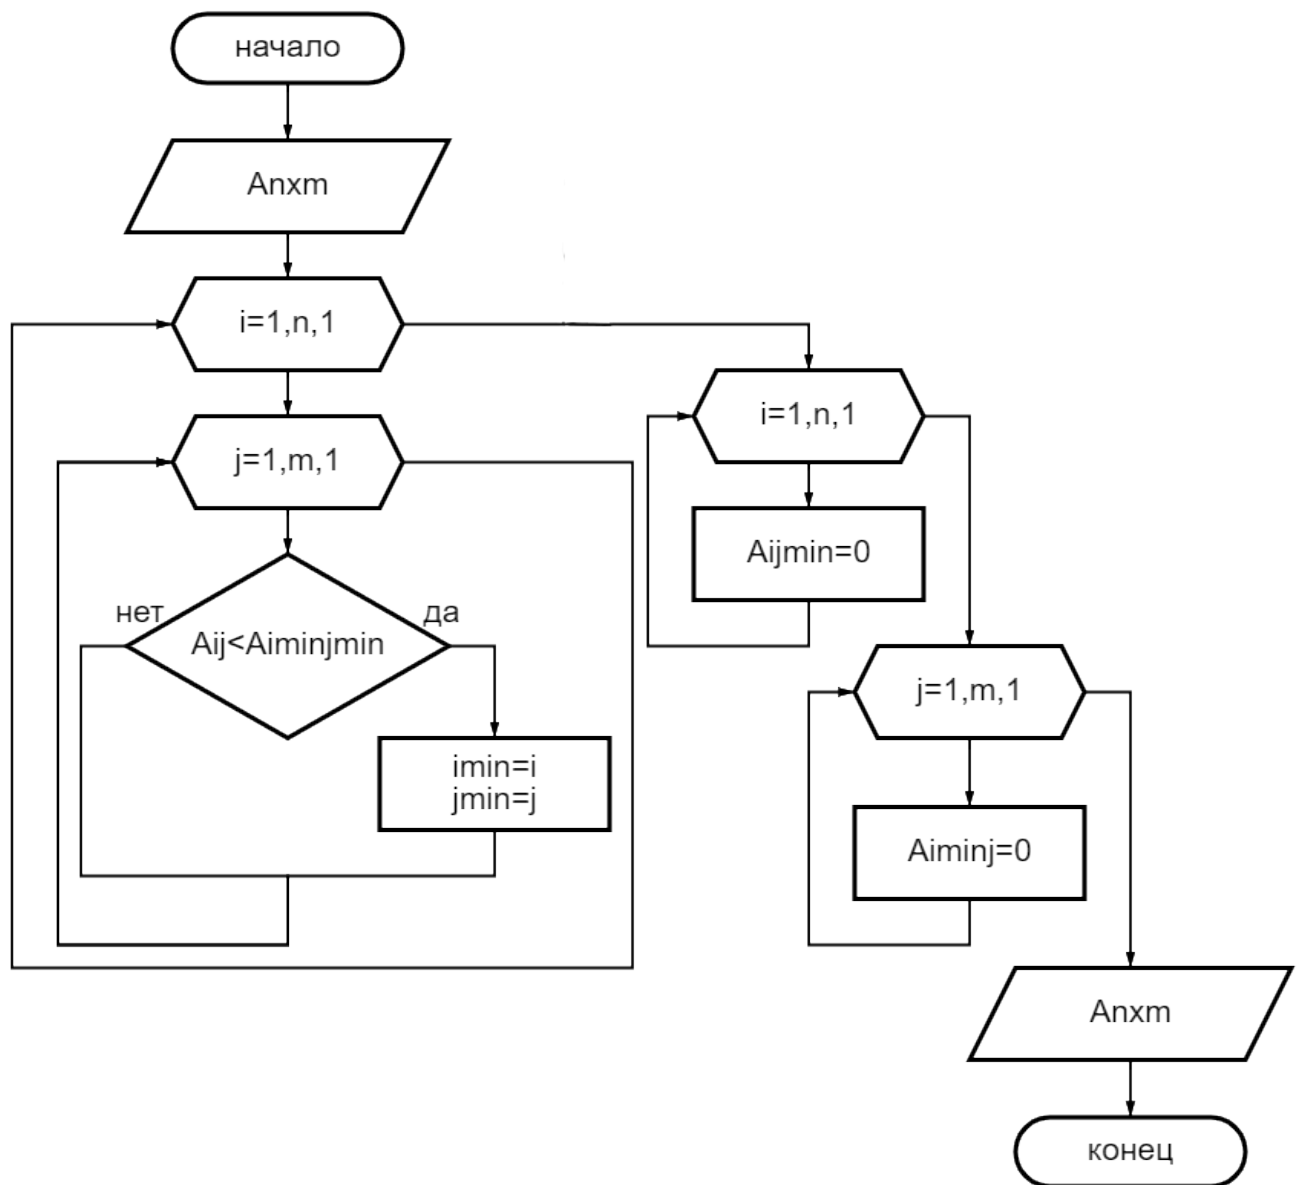 начало
Anxm
i=1,n,1
j=1,m,1
нет
да
Aij<Aiminjmin
imin=i
jmin=j
i=1,n,1
Aijmin=0
j=1,m,1
Aiminj=0
Anxm
конец